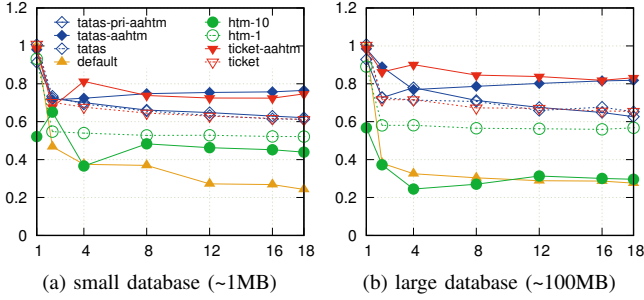 tatas-pri-aahtm
tatas-aahtm
tatas
default
htm-10
htm-1
ticket-aahtm
ticket
1.2
1
0.8
0.6
0.4
0.2
0
1 4 8 12 16 18
(a) small database (~1MB)
1.2
1
0.8
0.6
0.4
0.2
0
1 4 8 12 16 18
(b) large database (~100MB)